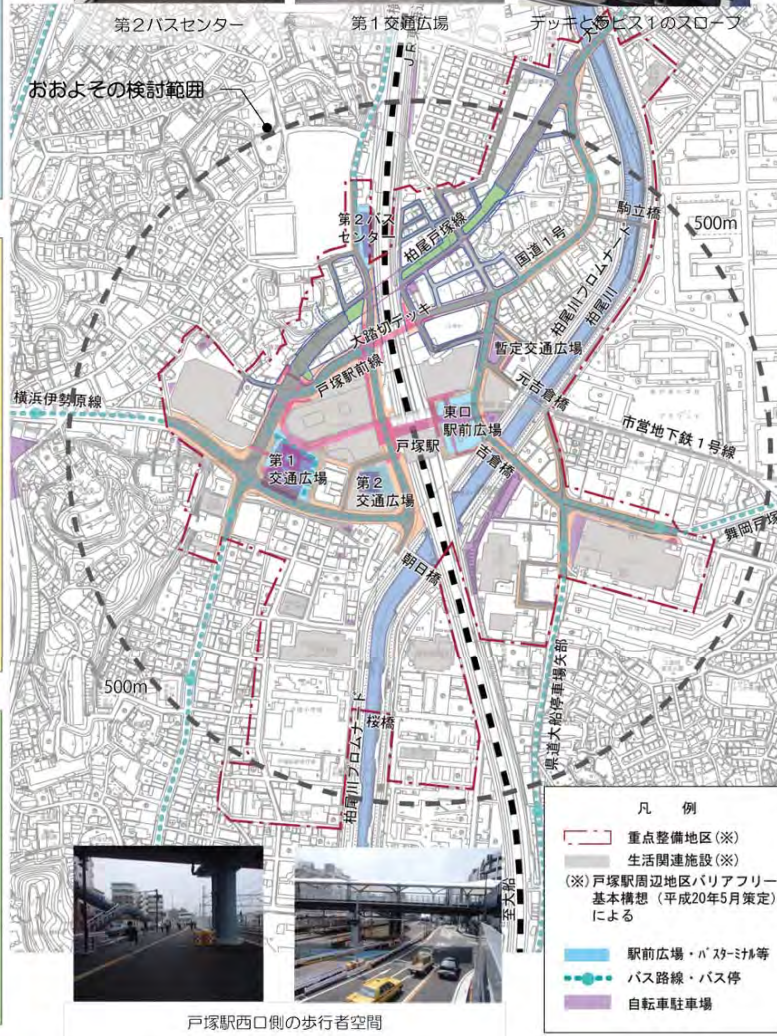 第2バスセンター
第1交通広場
デッキとラピス1のスロープ
おおよその検討範囲
JR
第2バス
センター
柏尾戸塚線
国道1号
駒立橋
500m
柏尾川プロムナード
柏尾川
大踏切デッキ
暫定交通広場
戸塚駅前線
元吉倉橋
横浜伊勢原線
東口
駅前広場
市営地下鉄1号線
戸塚駅
吉倉橋
第1
交通広場
第2
交通広場
舞岡戸塚
朝日橋
500m
県道大船停車場矢部
桜橋
柏尾川プロムナード
至大船
凡　例
重点整備地区(※)
生活関連施設(※)
(※)戸塚駅周辺地区バリアフリー
基本構想（平成20年5月策定）
による
駅前広場・バスターミナル等
バス路線・バス停
自転車駐車場
戸塚駅西口側の歩行者空間